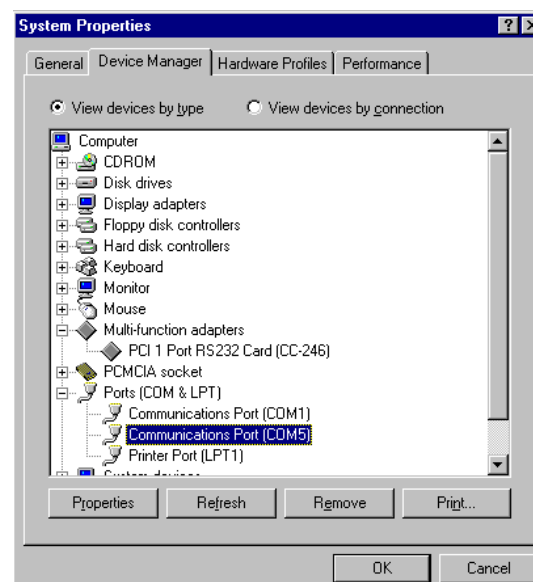 System Properties
General Device Manager Hardware Profiles Performance
View devices by type View devices by connection
Computer
CDROM
Disk drives
Display adapters
Floppy disk controllers
Hard disk controllers
Keyboard
Monitor
Mouse
Multi-function adapters
PCI 1 Port RS232 Card (CC-246)
PCMCIA socket
Ports (COM & LPT)
Communications Port (COM1)
Communications Port (COM5)
Printer Port (LPT1)
System devices
Properties Refresh Remove Print...
OK Cancel